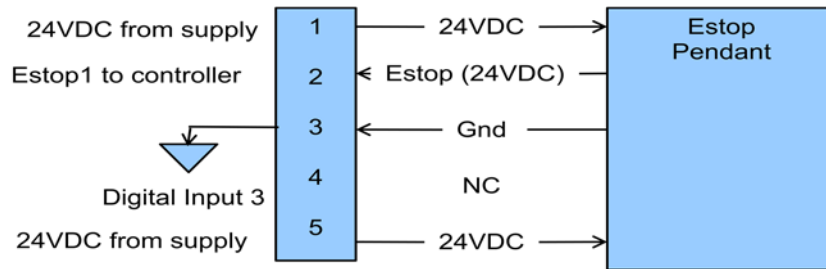 24VDC from supply 1 24VDC Estop
Pendant
Estop1 to controller 2 Estop (24VDC)
3 Gnd
Digital Input 3 4 NC
24VDC from supply 5 24VDC